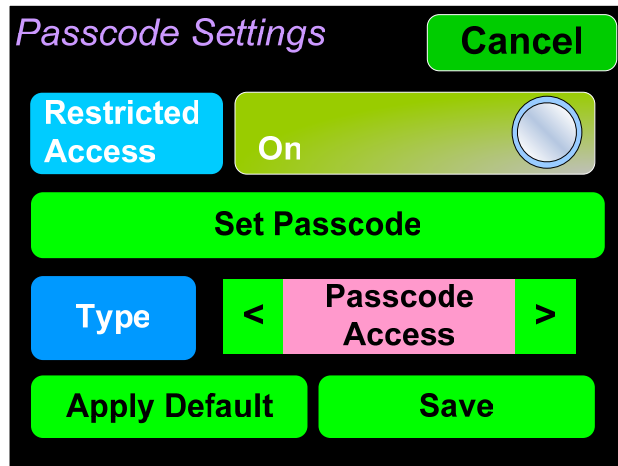 Passcode Settings
Cancel
Restricted
Access
On
Set Passcode
Type
<
Passcode
Access
>
Apply Default
Save